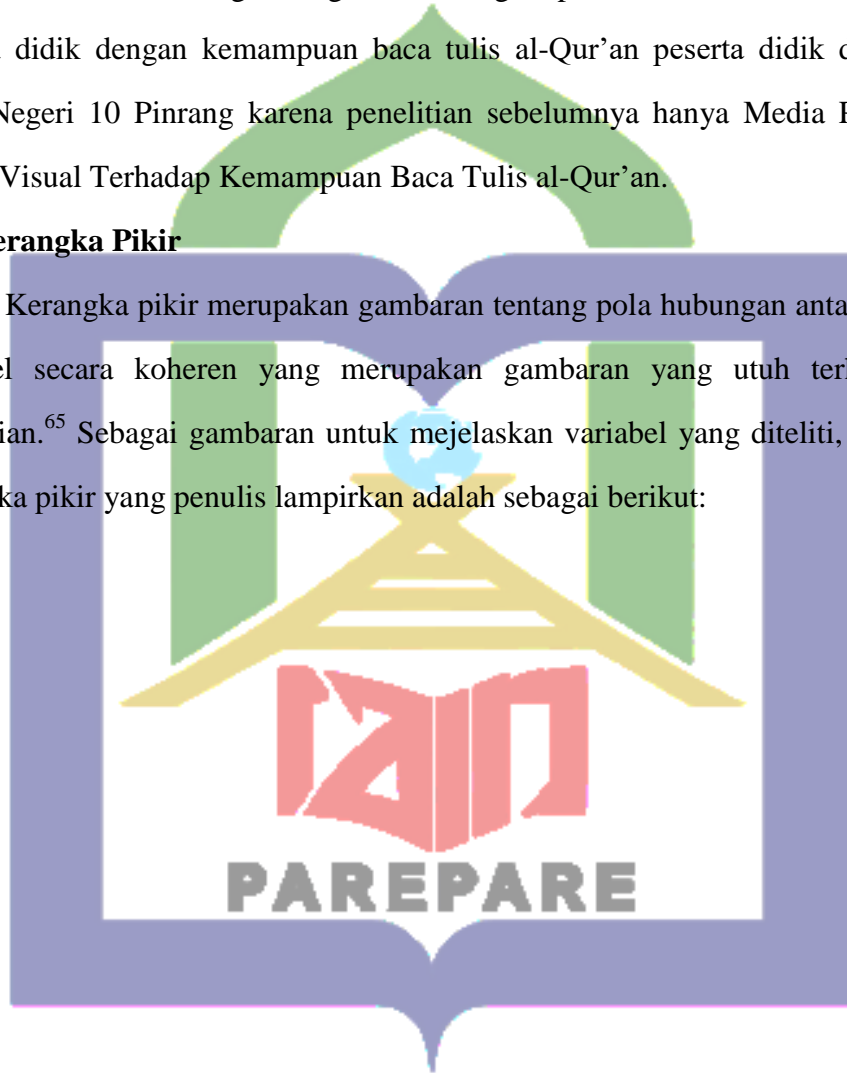 didik dengan kemampuan baca tulis al-Qur’an peserta didik
Negeri 10 Pinrang karena penelitian sebelumnya hanya Media
Visual Terhadap Kemampuan Baca Tulis al-Qur’an.
erangka Pikir
Kerangka pikir merupakan gambaran tentang pola hubungan anta
el secara koheren yang merupakan gambaran yang utuh
ian.65 Sebagai gambaran untuk mejelaskan variabel yang diteliti,
ka pikir yang penulis lampirkan adalah sebagai berikut:
iain
PAREPARE